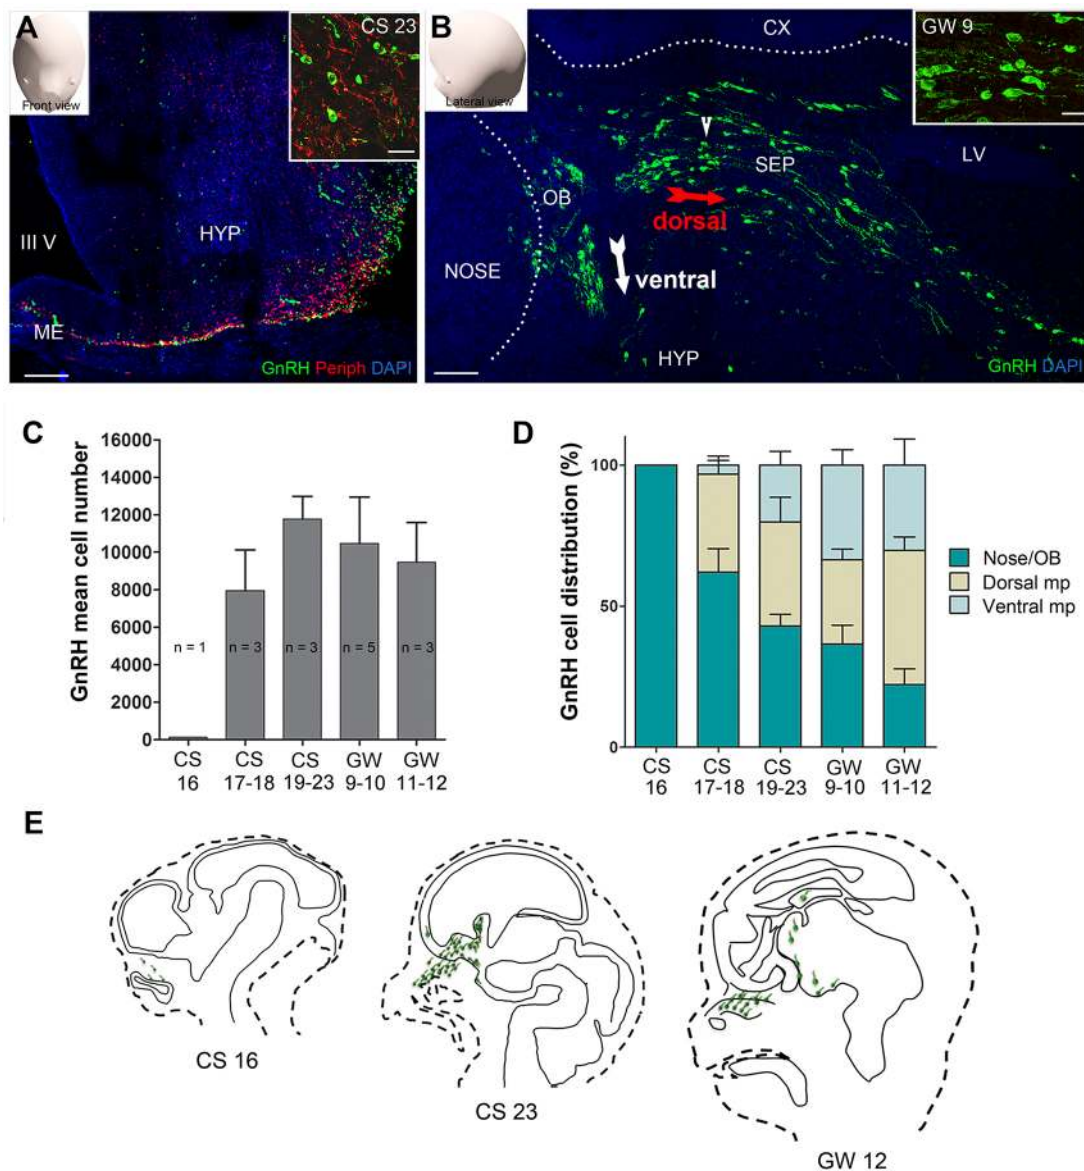 A
Front view
CS 23
III V
HYP
ME
GnRH Periph DAPI
B
Lateral view
CX
GW 9
V
SEP
LV
OB
dorsal
NOSE
ventral
HYP
GnRH DAPI
C
GnRH mean cell number
16000
14000
12000
10000
8000
6000
4000
2000
0
n = 1
n = 3
n = 3
n = 5
n = 3
CS
16
CS
17-18
CS
19-23
GW
9-10
GW
11-12
D
GnRH cell distribution (%)
100
50
0
CS
16
CS
17-18
CS
19-23
GW
9-10
GW
11-12
Nose/OB
Dorsal mp
Ventral mp
E
CS 16
CS 23
GW 12